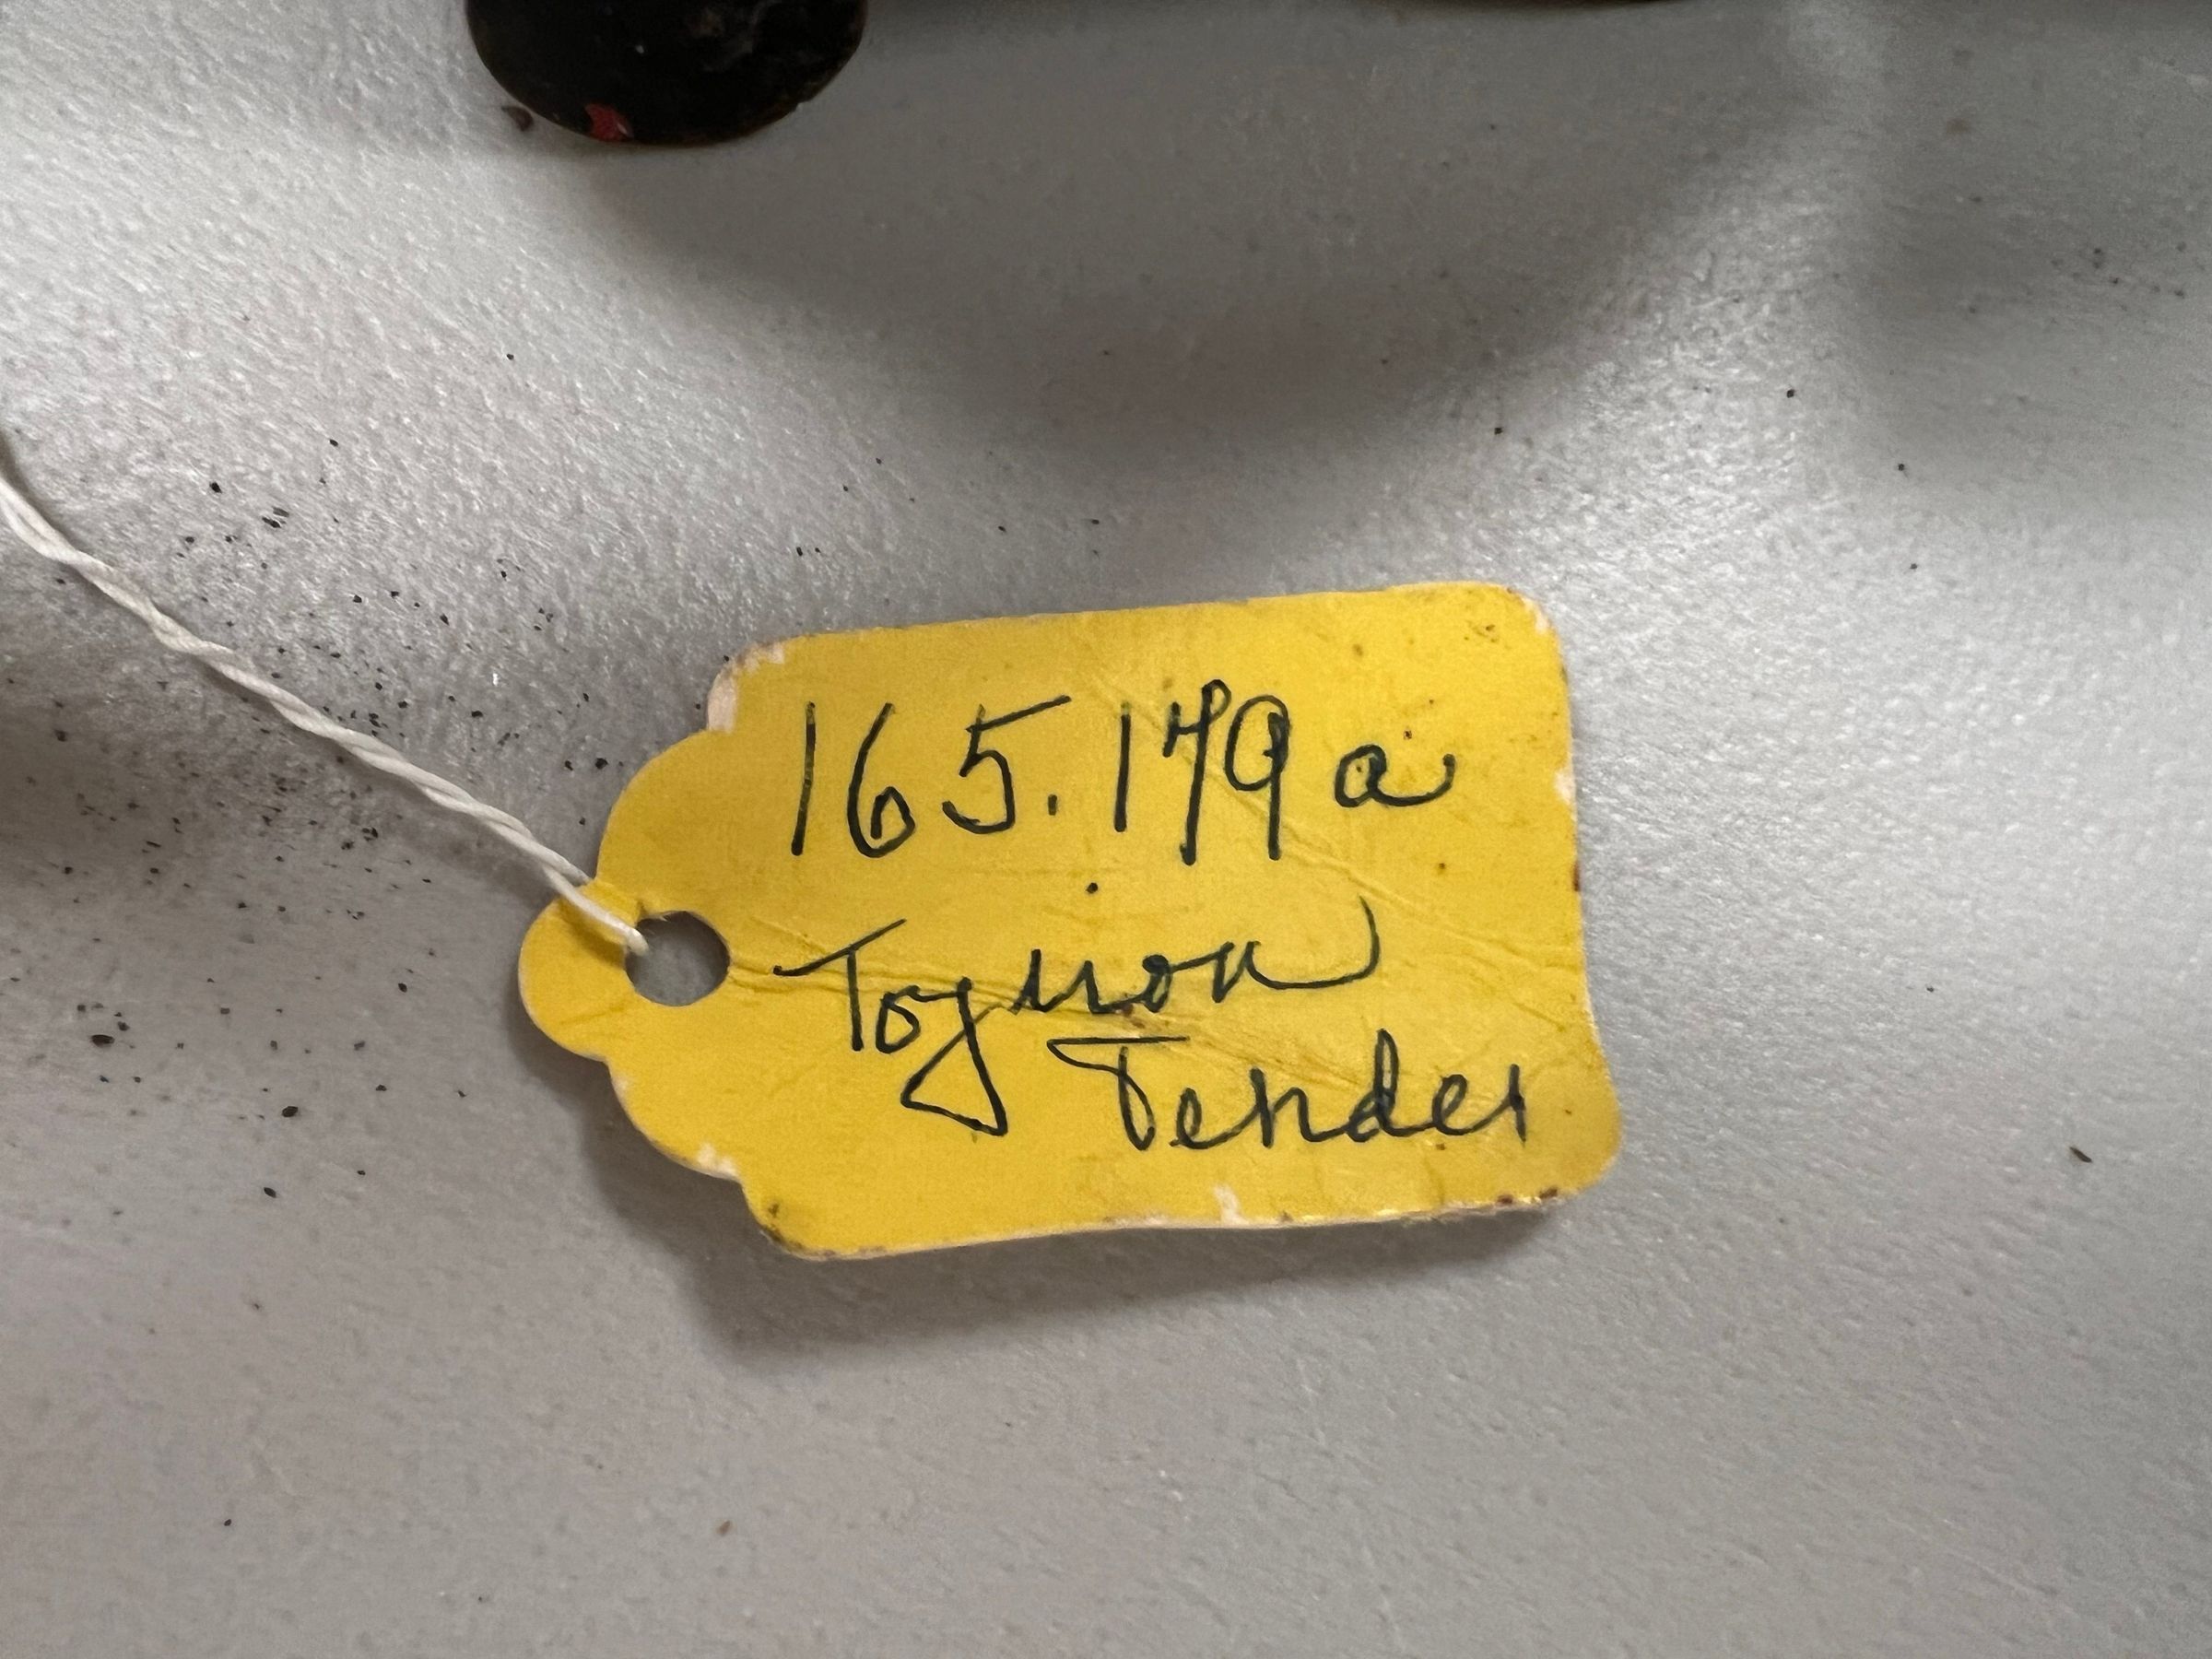 165.179a
Toy iron
Tender